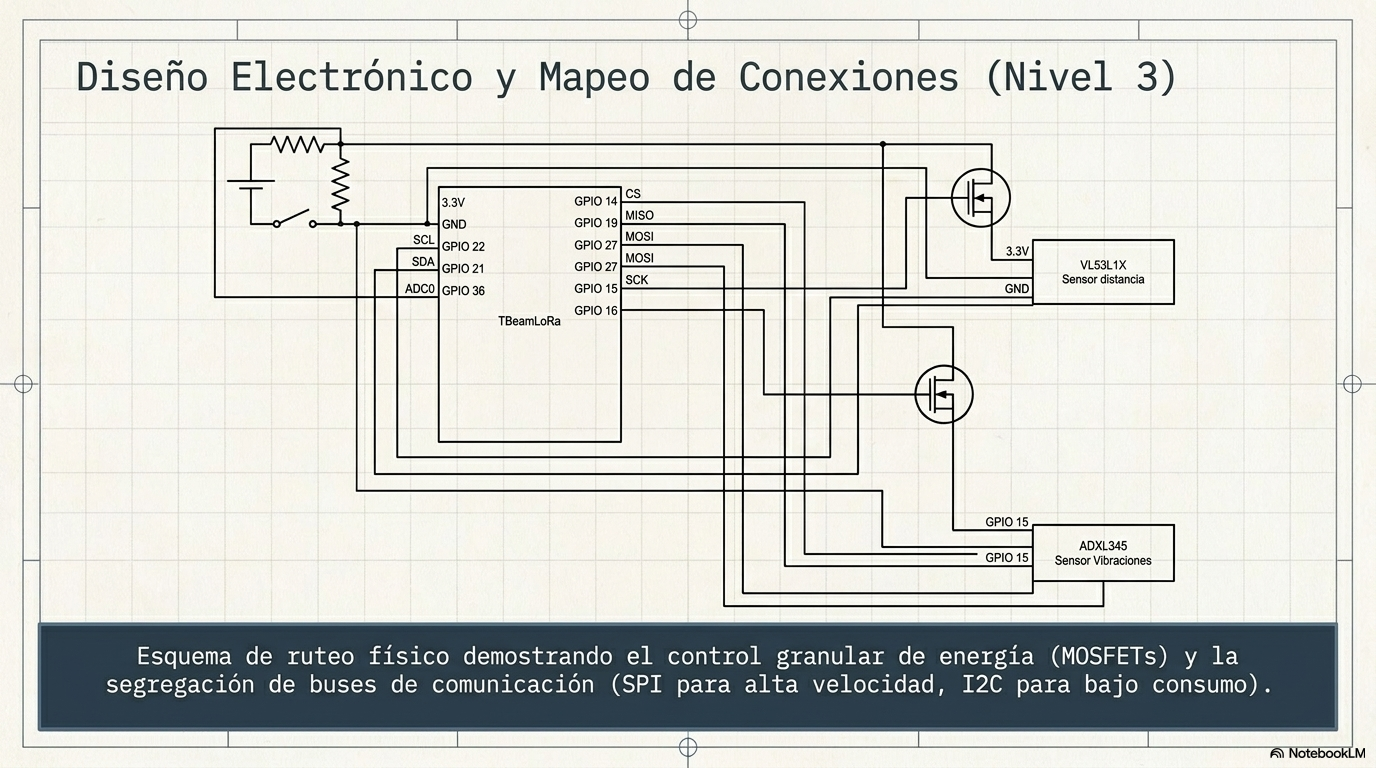 Diseño Electrónico y Mapeo de Conexiones (Nivel 3)
3.3V
GND
SCL
GPIO 22
SDA
GPIO 21
ADC0
GPIO 36
TBeamLoRa
GPIO 14
CS
GPIO 19
MISO
GPIO 27
MOSI
GPIO 27
MOSI
GPIO 15
SCK
GPIO 16
3.3V
GND
VL53L1X
Sensor distancia
GPIO 15
GPIO 15
ADXL345
Sensor Vibraciones
Esquema de ruteo físico demostrando el control granular de energía (MOSFETs) y la
segregación de buses de comunicación (SPI para alta velocidad, I2C para bajo consumo).
NotebookLM